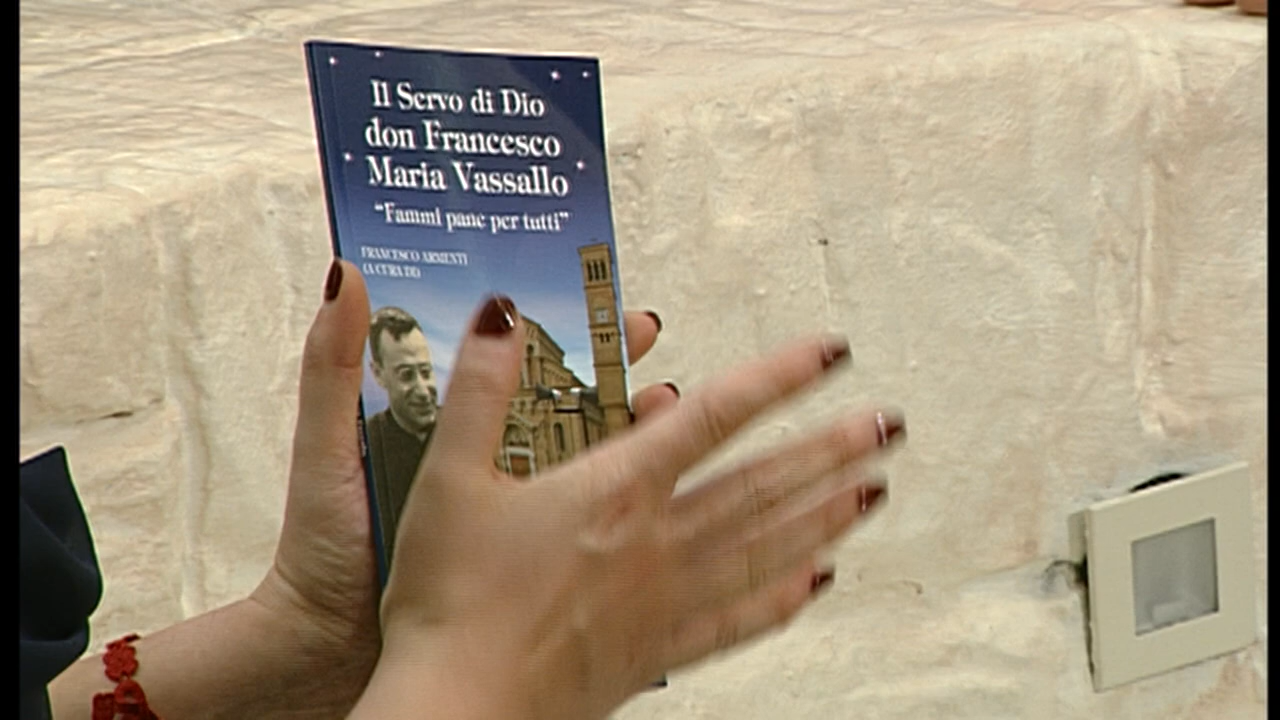 Il Servo di Dio
don Francesco
Maria Vassallo
“Fammi pane per tutti”
FRANCESCO ARMENTI
(A CURA DI)